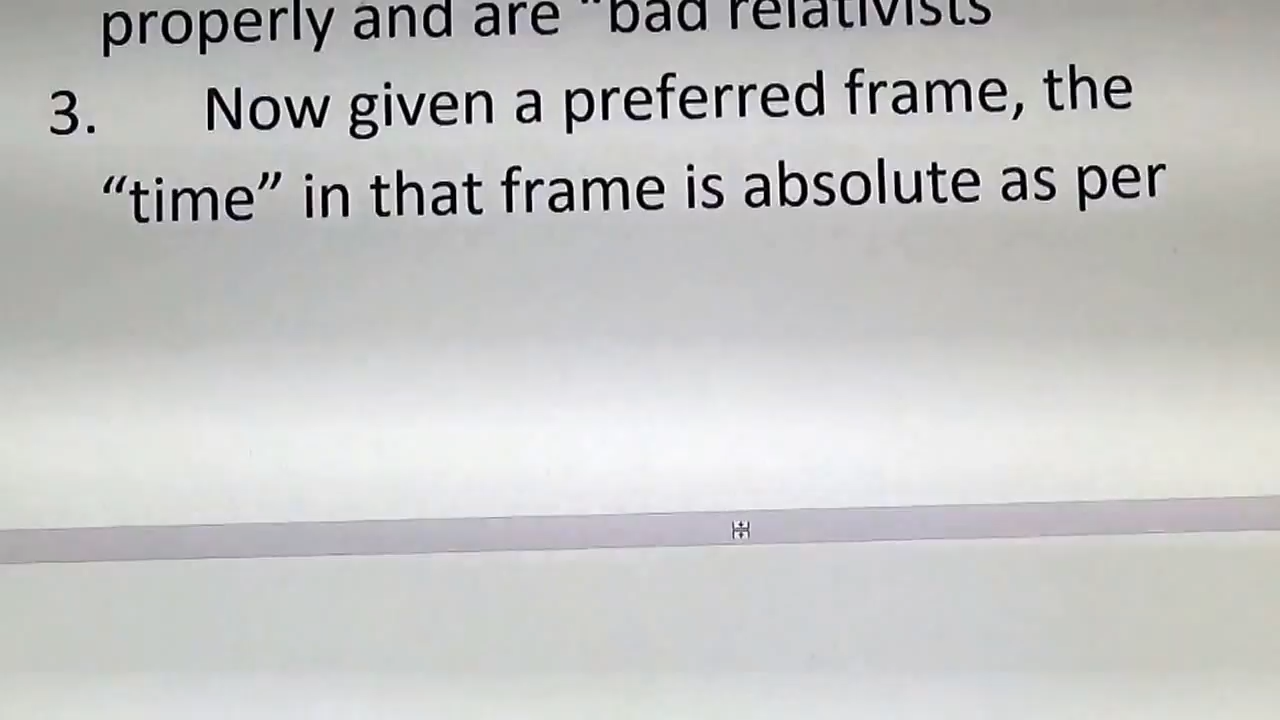 properly and are "bad relativists
3. Now given a preferred frame, the
“time” in that frame is absolute as per